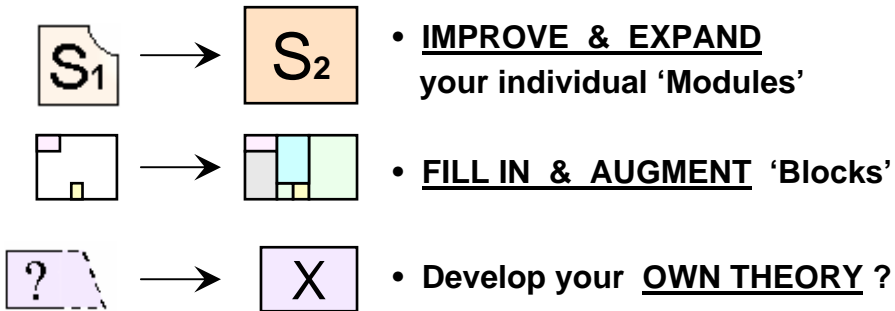 S1 S2 • IMPROVE & EXPAND
your individual ‘Modules’
• FILL IN & AUGMENT ‘Blocks’
? X • Develop your OWN THEORY ?